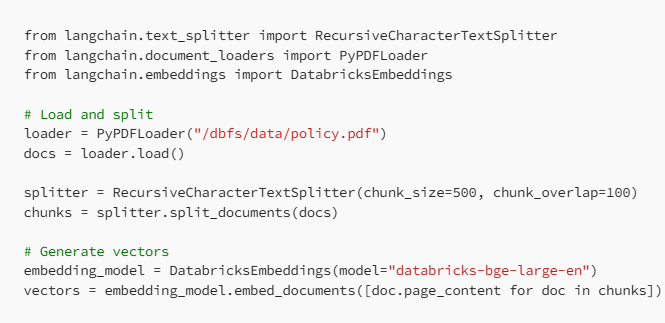 from langchain.text_splitter import RecursiveCharacterTextSplitter
from langchain.document_loaders import PyPDFLoader
from langchain.embeddings import DatabricksEmbeddings
# Load and split
loader = PyPDFLoader("/dbfs/data/policy.pdf")
docs = loader.load()
splitter = RecursiveCharacterTextSplitter(chunk_size=500, chunk_overlap=100)
chunks = splitter.split_documents(docs)
# Generate vectors
embedding_model = DatabricksEmbeddings(model="databricks-bge-large-en")
vectors = embedding_model.embed_documents([doc.page_content for doc in chunks])